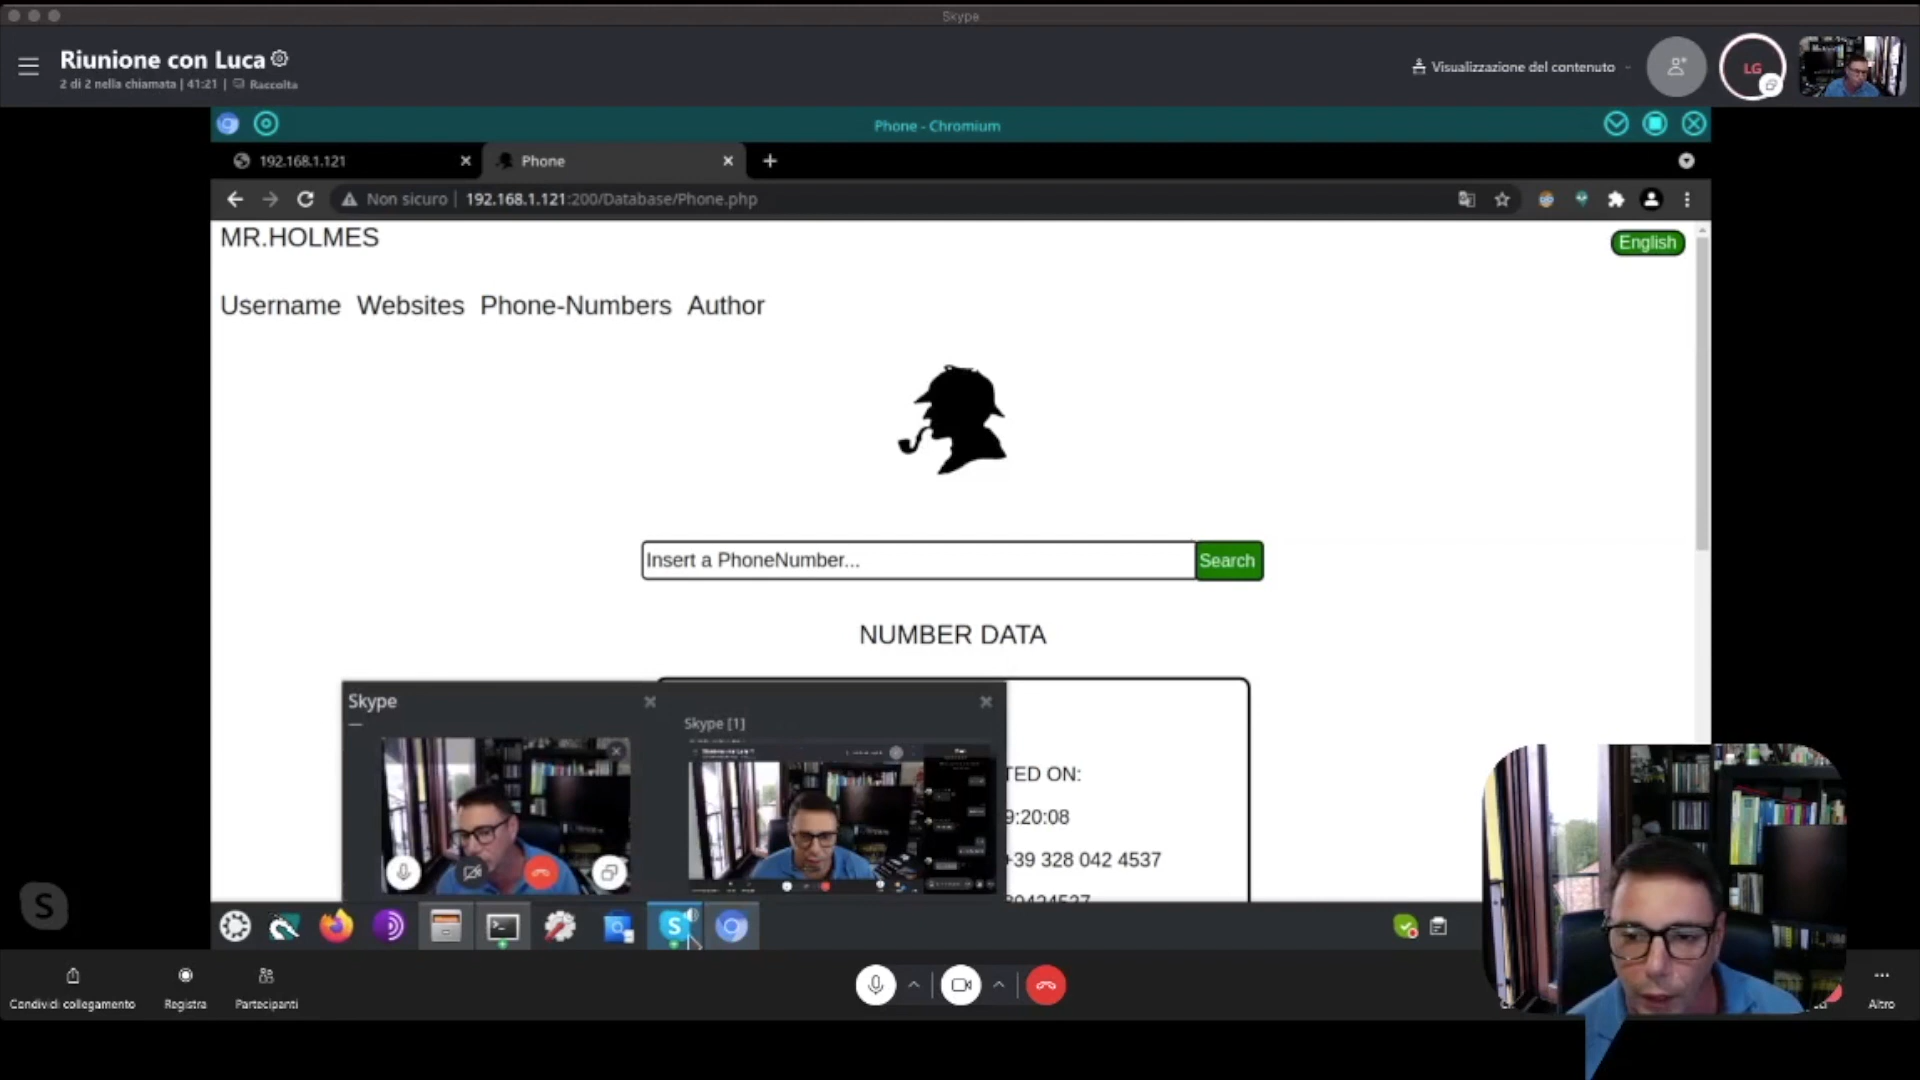 Skype
Riunione con Luca
2 di 2 nella chiamata | 41:21 | Raccolta
Visualizzazione del contenuto
LG
Phone - Chromium
192.168.1.121
Phone
Non sicuro | 192.168.1.121:200/Database/Phone.php
MR.HOLMES
English
Username Websites Phone-Numbers Author
Insert a PhoneNumber...
Search
NUMBER DATA
Skype
Skype [1]
TED ON:
9:20:08
+39 328 042 4537
Condividi collegamento
Registra
Partecipanti
Altro